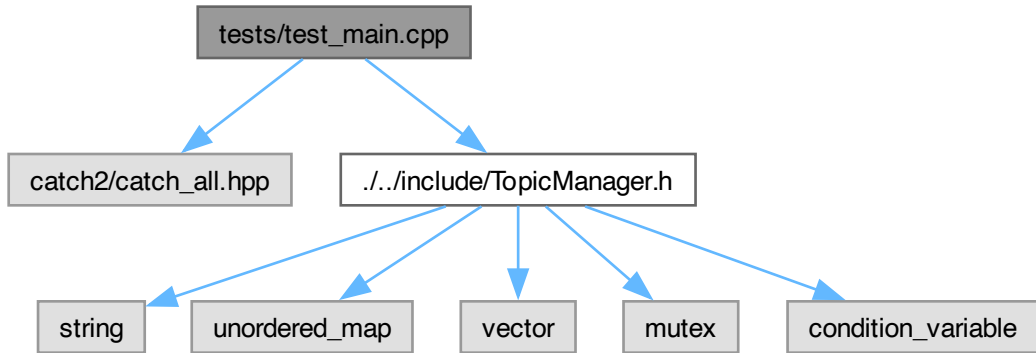 tests/test_main.cpp
catch2/catch_all.hpp
./../include/TopicManager.h
string
unordered_map
vector
mutex
condition_variable